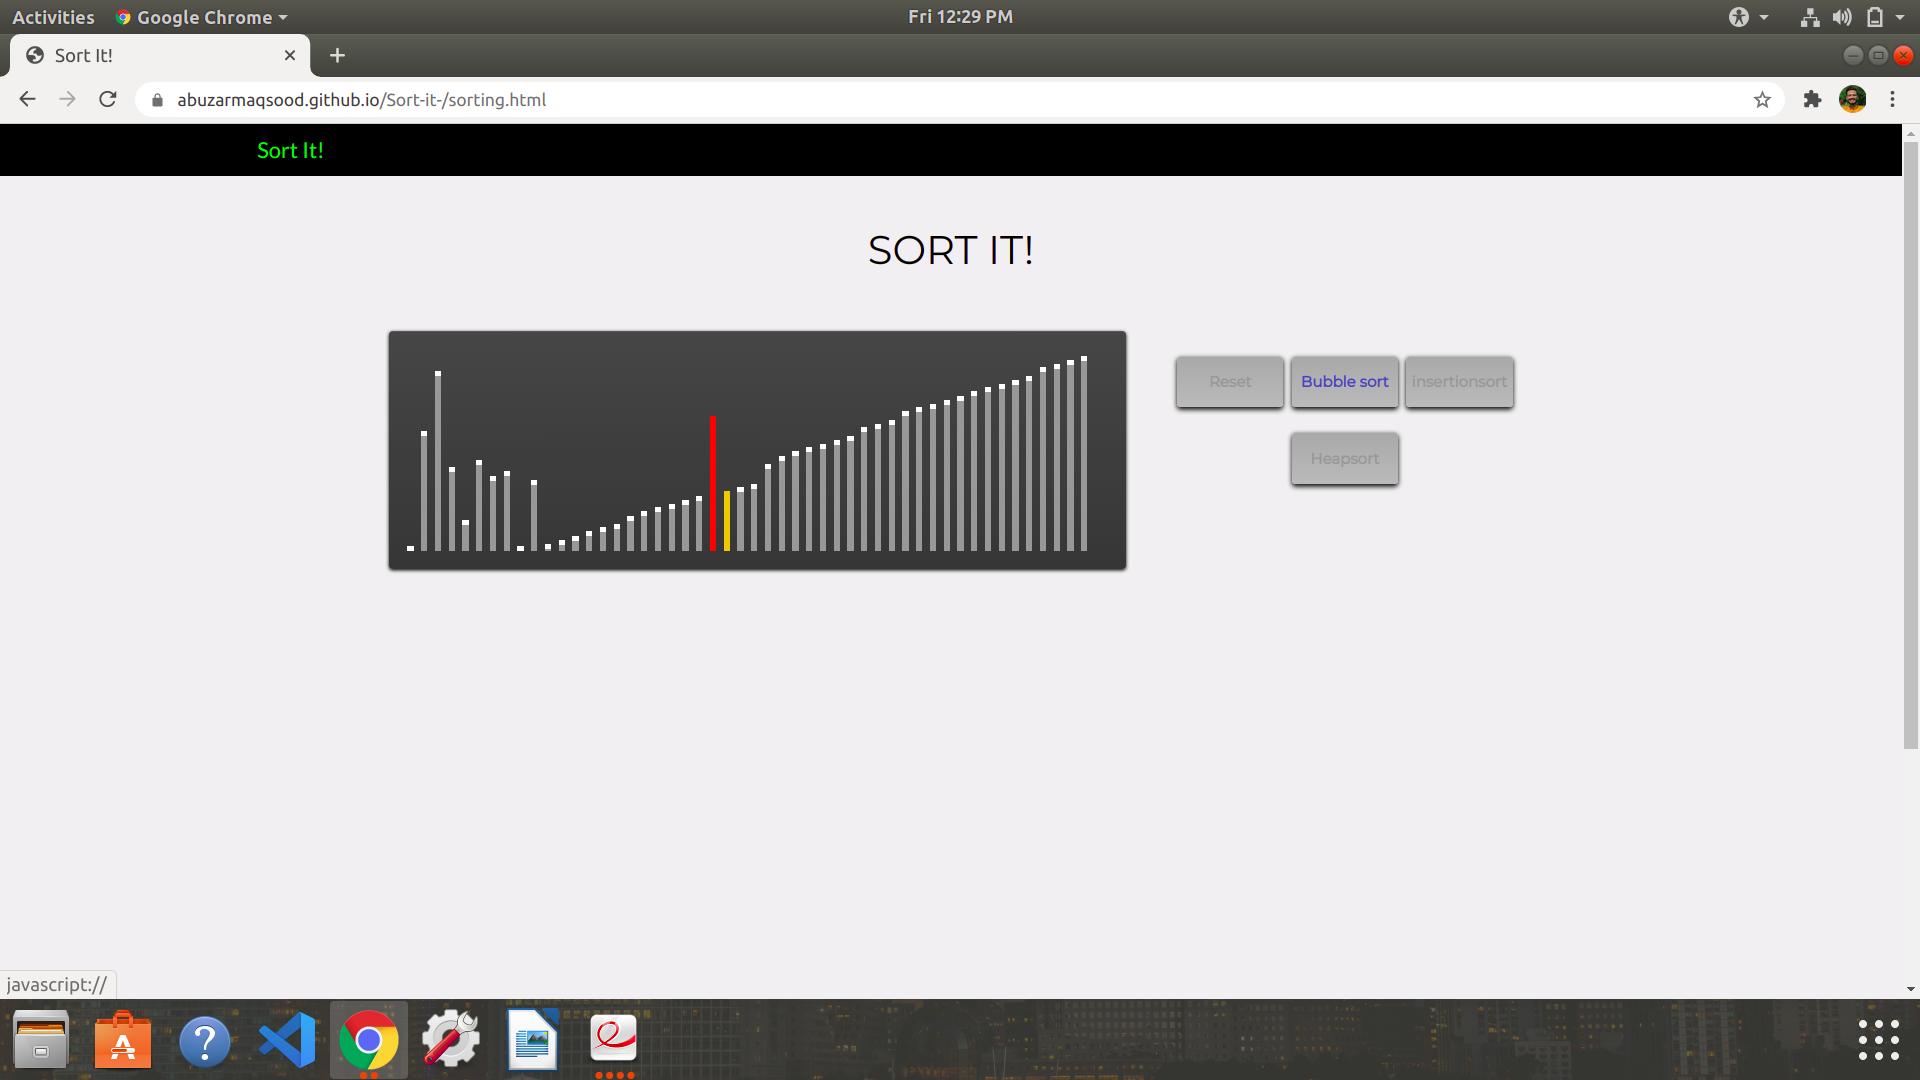 Activities Google Chrome Fri 12:29 PM
Sort It!
abuzarmaqsood.github.io/Sort-it-/sorting.html
Sort It!
SORT IT!
Reset Bubble sort insertionsort
Heapsort
javascript://